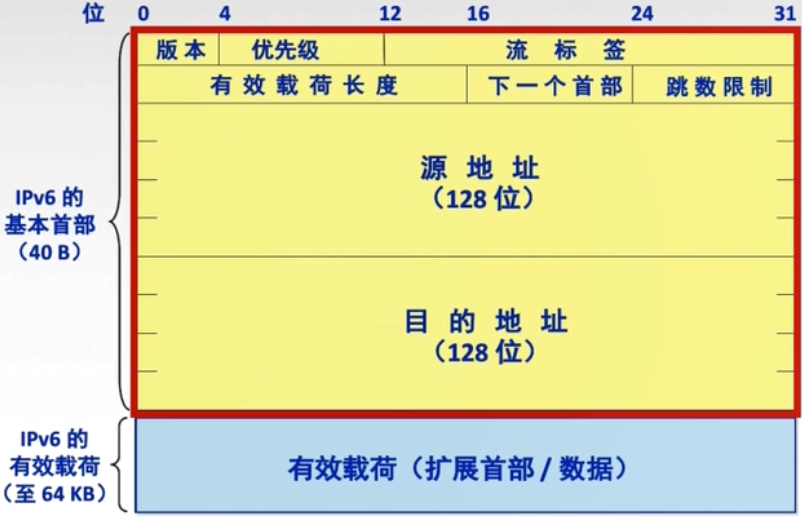 位 0 4 12 16 24 31
版本 优先级 流标签
有效载荷长度 下一个首部 跳数限制
源地址
（128 位）
IPv6 的
基本首部
（40 B）
目的地址
（128 位）
IPv6 的
有效载荷
（至 64 KB）
有效载荷（扩展首部 / 数据）